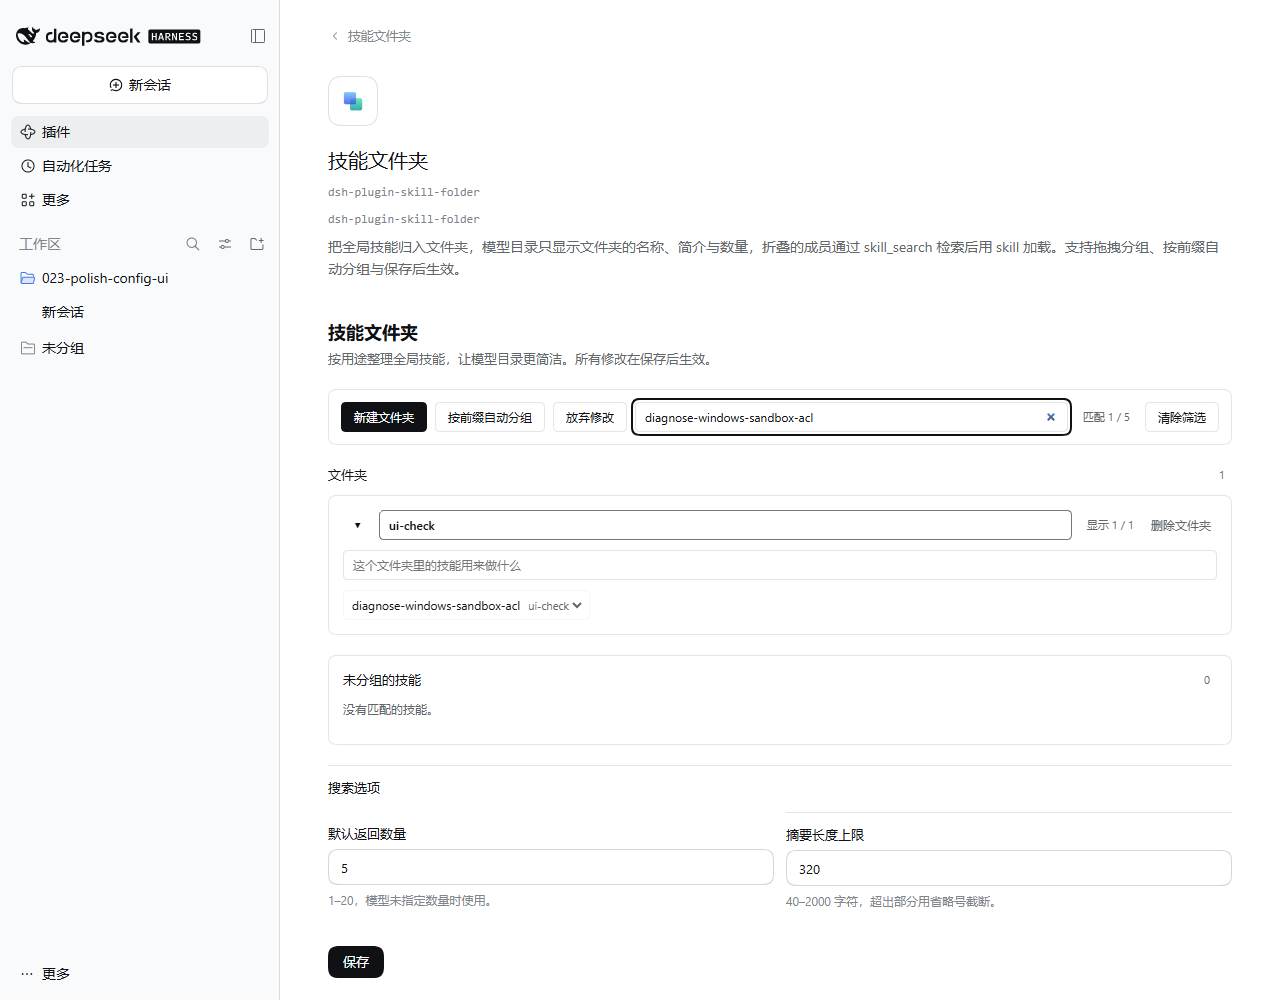 deepseek HARNESS
新会话
插件
自动化任务
更多
工作区
023-polish-config-ui
新会话
未分组
更多
技能文件夹
技能文件夹
dsh-plugin-skill-folder
dsh-plugin-skill-folder
把全局技能归入文件夹，模型目录只显示文件夹的名称、简介与数量，折叠的成员通过 skill_search 检索后用 skill 加载。支持拖拽分组、按前缀自
动分组与保存后生效。
技能文件夹
按用途整理全局技能，让模型目录更简洁。所有修改在保存后生效。
新建文件夹 按前缀自动分组 放弃修改 diagnose-windows-sandbox-acl 匹配 1 / 5 清除筛选
文件夹 1
ui-check 显示 1 / 1 删除文件夹
这个文件夹里的技能用来做什么
diagnose-windows-sandbox-acl ui-check
未分组的技能 0
没有匹配的技能。
搜索选项
默认返回数量
5
1–20，模型未指定数量时使用。
摘要长度上限
320
40–2000 字符，超出部分用省略号截断。
保存